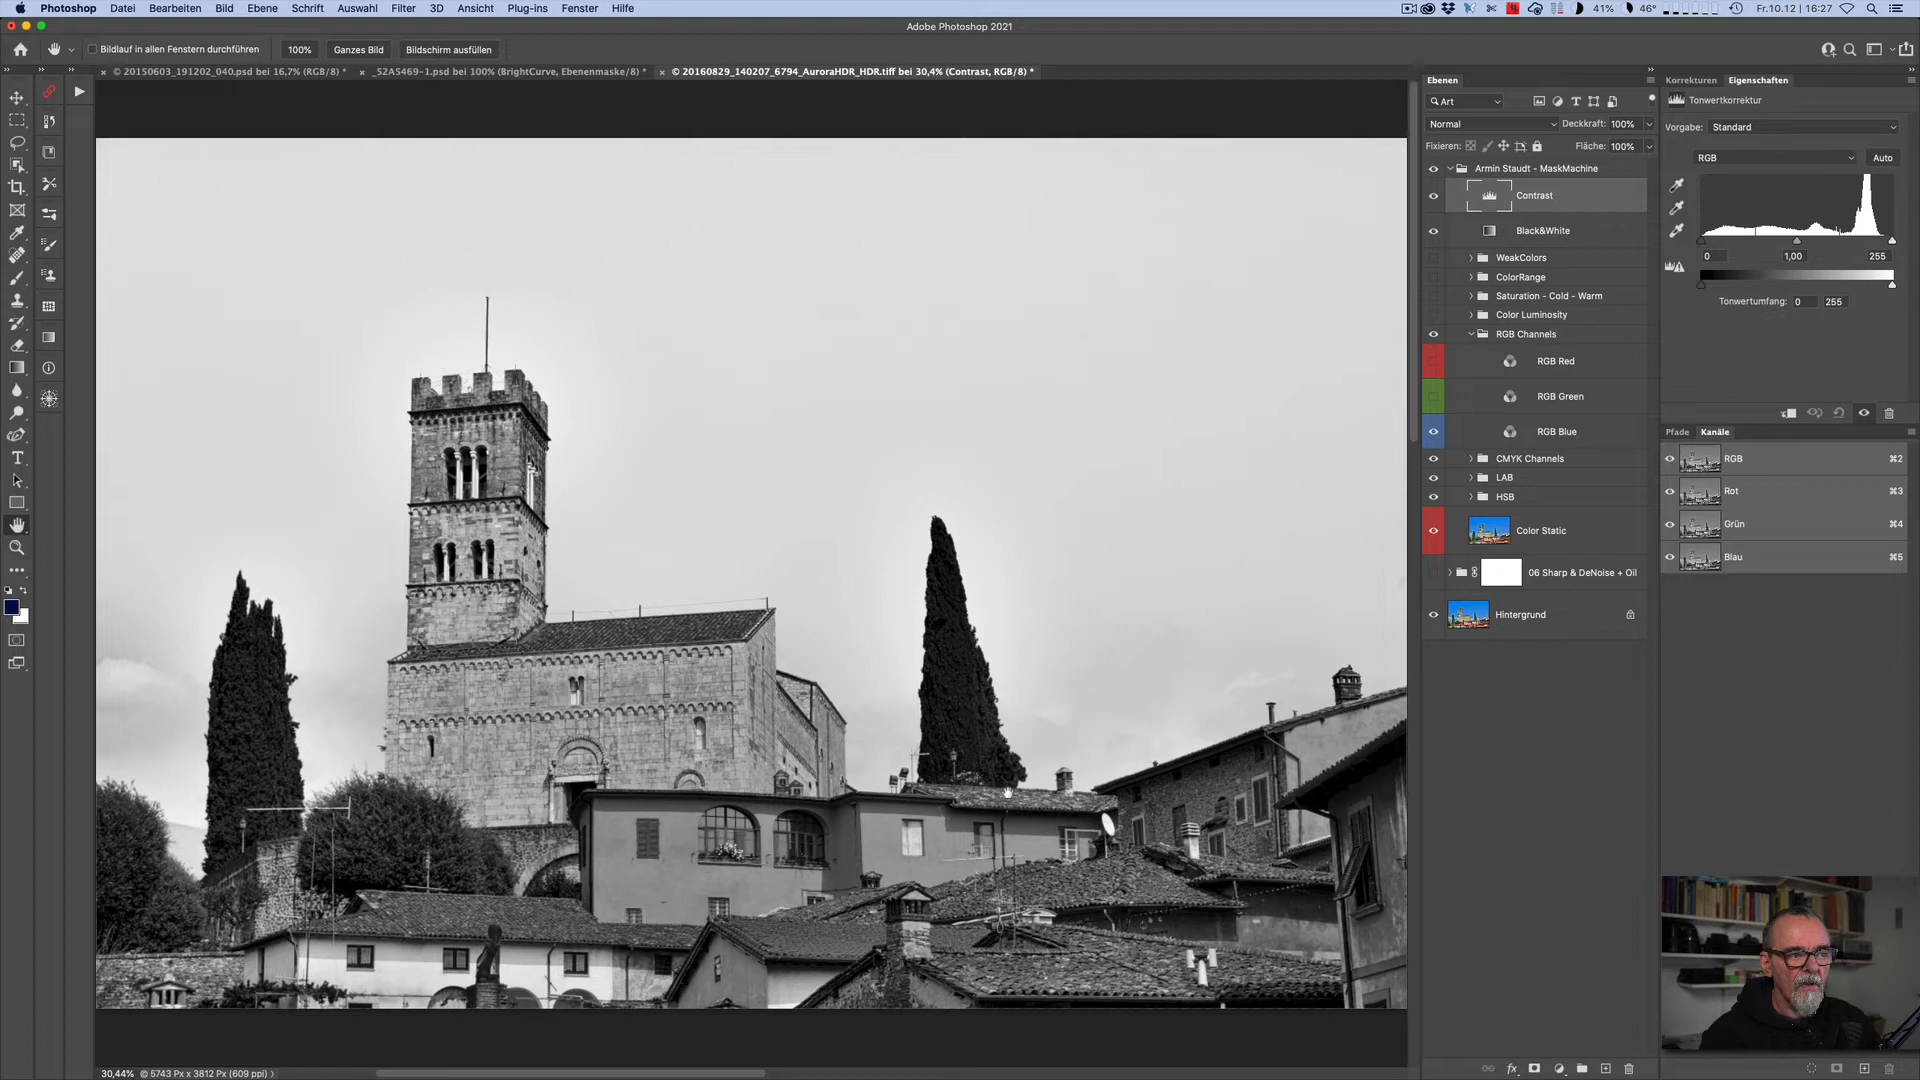 Photoshop Datei Bearbeiten Bild Ebene Schrift Auswahl Filter 3D Ansicht Plug-ins Fenster Hilfe 41% 46° Fr.10.12 | 16:27
Adobe Photoshop 2021
Bildlauf in allen Fenstern durchführen 100% Ganzes Bild Bildschirm ausfüllen
× © 20150603_191202_040.psd bei 16,7% (RGB/8) * × _52A5469-1.psd bei 100% (BrightCurve, Ebenenmaske/8) * × © 20160829_140207_6794_AuroraHDR_HDR.tiff bei 30,4% (Contrast, RGB/8) *
Ebenen
Art
Normal Deckkraft: 100%
Fixieren: Fläche: 100%
Armin Staudt - MaskMachine
Contrast
Black&White
WeakColors
ColorRange
Saturation - Cold - Warm
Color Luminosity
RGB Channels
RGB Red
RGB Green
RGB Blue
CMYK Channels
LAB
HSB
Color Static
06 Sharp & DeNoise + Oil
Hintergrund
fx
Korrekturen Eigenschaften
Tonwertkorrektur
Vorgabe: Standard
RGB Auto
0 1,00 255
Tonwertumfang: 0 255
Pfade Kanäle
RGB ⌘2
Rot ⌘3
Grün ⌘4
Blau ⌘5
30,44% © 5743 Px x 3812 Px (609 ppi)